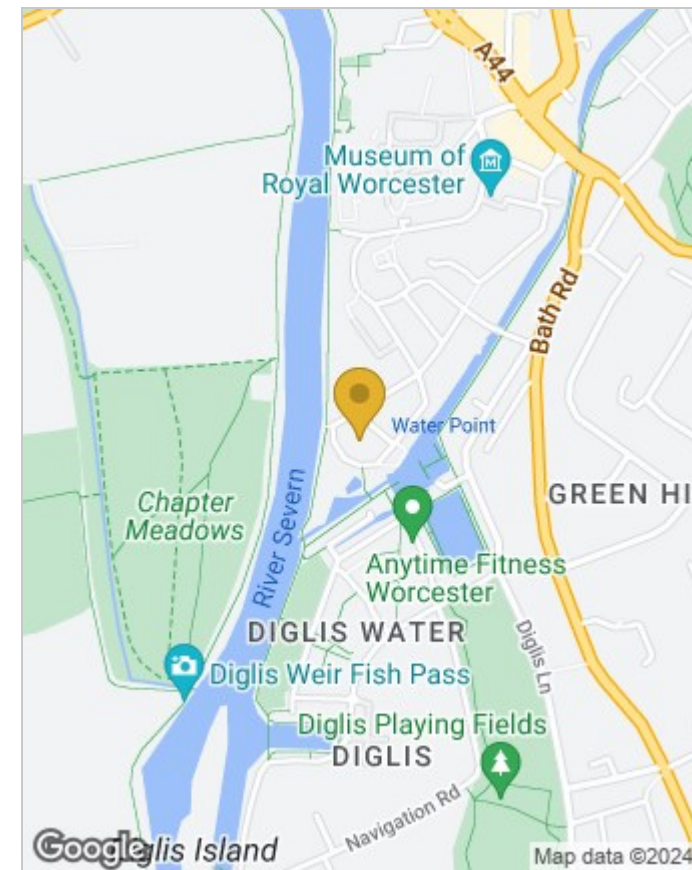 A44
Museum of
Royal Worcester
Bath Rd
Water Point
GREEN HI
Chapter
Meadows
River Severn
Anytime Fitness
Worcester
DIGLIS WATER
Diglis Ln
Diglis Weir Fish Pass
Diglis Playing Fields
DIGLIS
Navigation Rd
Google
glis Island
Map data ©2024